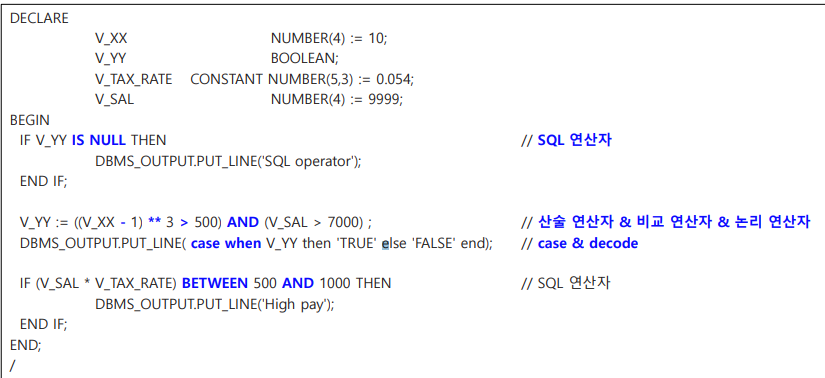 DECLARE
V_XX NUMBER(4) := 10;
V_YY BOOLEAN;
V_TAX_RATE CONSTANT NUMBER(5,3) := 0.054;
V_SAL NUMBER(4) := 9999;
BEGIN
IF V_YY IS NULL THEN // SQL 연산자
DBMS_OUTPUT.PUT_LINE('SQL operator');
END IF;
V_YY := ((V_XX - 1) ** 3 > 500) AND (V_SAL > 7000) ; // 산술 연산자 & 비교 연산자 & 논리 연산자
DBMS_OUTPUT.PUT_LINE( case when V_YY then 'TRUE' else 'FALSE' end); // case & decode
IF (V_SAL * V_TAX_RATE) BETWEEN 500 AND 1000 THEN // SQL 연산자
DBMS_OUTPUT.PUT_LINE('High pay');
END IF;
END;
/